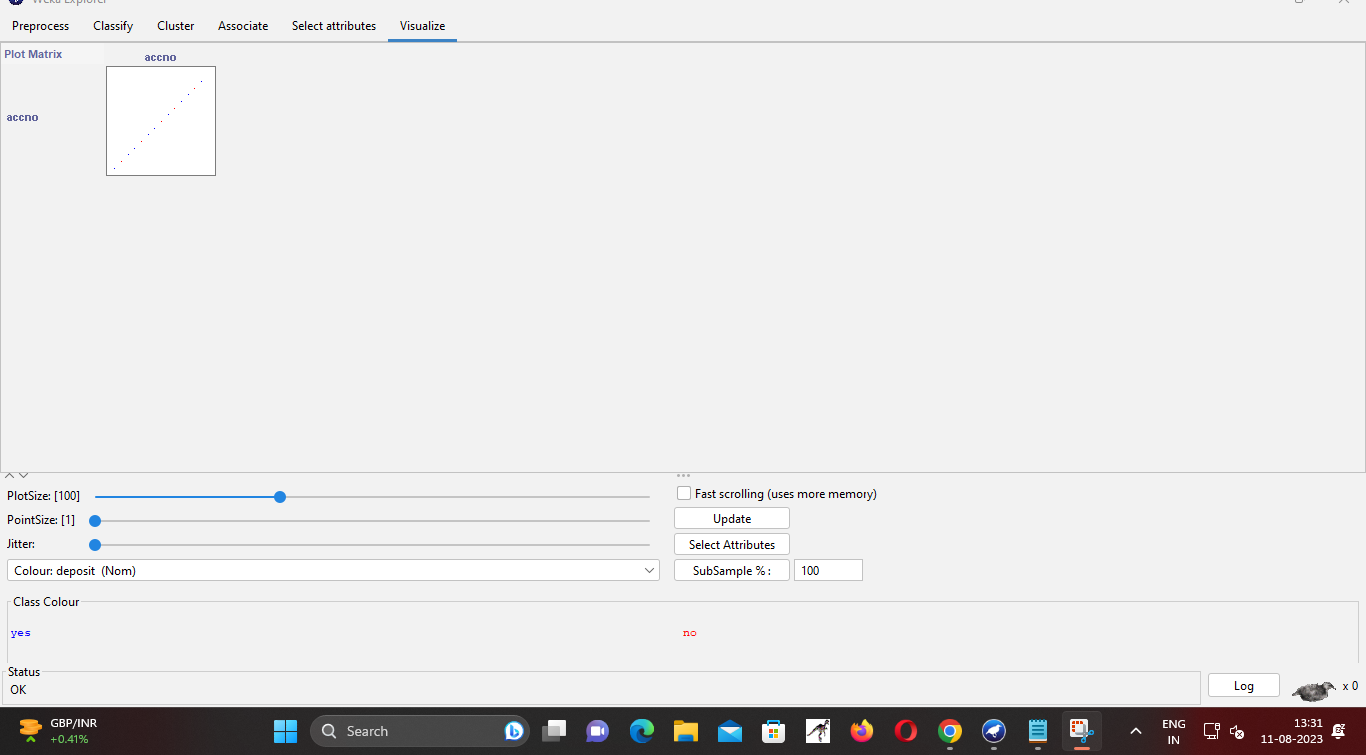 Weka Explorer
Preprocess Classify Cluster Associate Select attributes Visualize
Plot Matrix
accno
accno
PlotSize: [100]
Fast scrolling (uses more memory)
PointSize: [1]
Update
Jitter:
Select Attributes
Colour: deposit (Nom)
SubSample % :
100
Class Colour
yes
no
Status
OK
Log
x 0
GBP/INR
+0.41%
Search
ENG
IN
13:31
11-08-2023